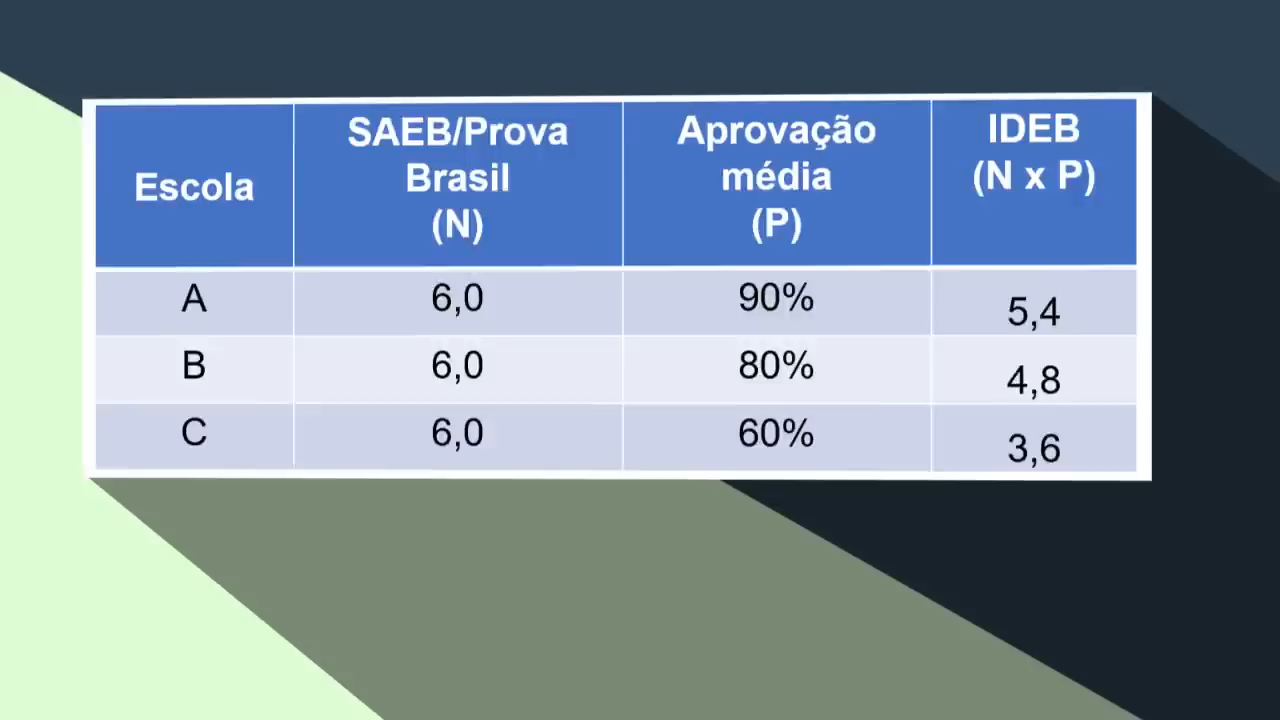 Escola
SAEB/Prova
Brasil
(N)
Aprovação
média
(P)
IDEB
(N x P)
A 6,0 90% 5,4
B 6,0 80% 4,8
C 6,0 60% 3,6